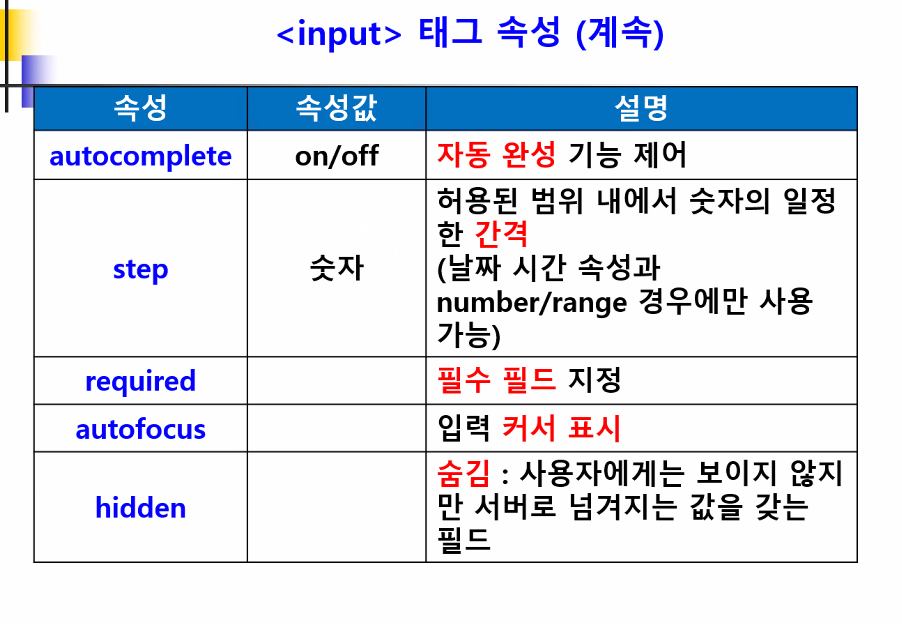 <input> 태그 속성 (계속)
속성 속성값 설명
autocomplete on/off 자동 완성 기능 제어
step 숫자 허용된 범위 내에서 숫자의 일정
한 간격
(날짜 시간 속성과
number/range 경우에만 사용
가능)
required 필수 필드 지정
autofocus 입력 커서 표시
hidden 숨김 : 사용자에게는 보이지 않지
만 서버로 넘겨지는 값을 갖는
필드